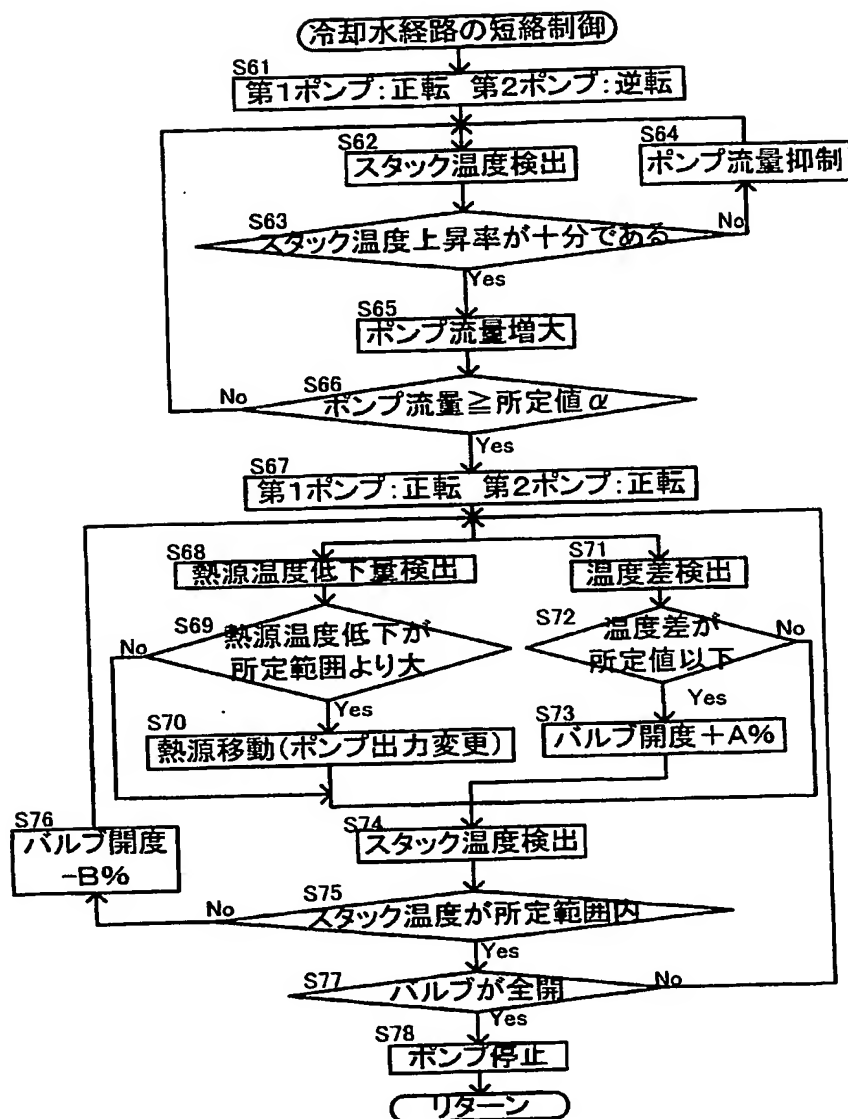 冷却水経路の短絡制御
S61
第1ポンプ:正転 第2ポンプ:逆転
S62
スタック温度検出
S64
ポンプ流量抑制
S63
スタック温度上昇率が十分である
No
Yes
S65
ポンプ流量増大
S66
ポンプ流量≧所定値α
No
Yes
S67
第1ポンプ:正転 第2ポンプ:正転
S68
熱源温度低下量検出
S71
温度差検出
S69
熱源温度低下が
所定範囲より大
No
Yes
S72
温度差が
所定値以下
No
Yes
S70
熱源移動(ポンプ出力変更)
S73
バルブ開度+A%
S74
スタック温度検出
S76
バルブ開度
-B%
S75
スタック温度が所定範囲内
No
Yes
S77
バルブが全開
No
Yes
S78
ポンプ停止
リターン